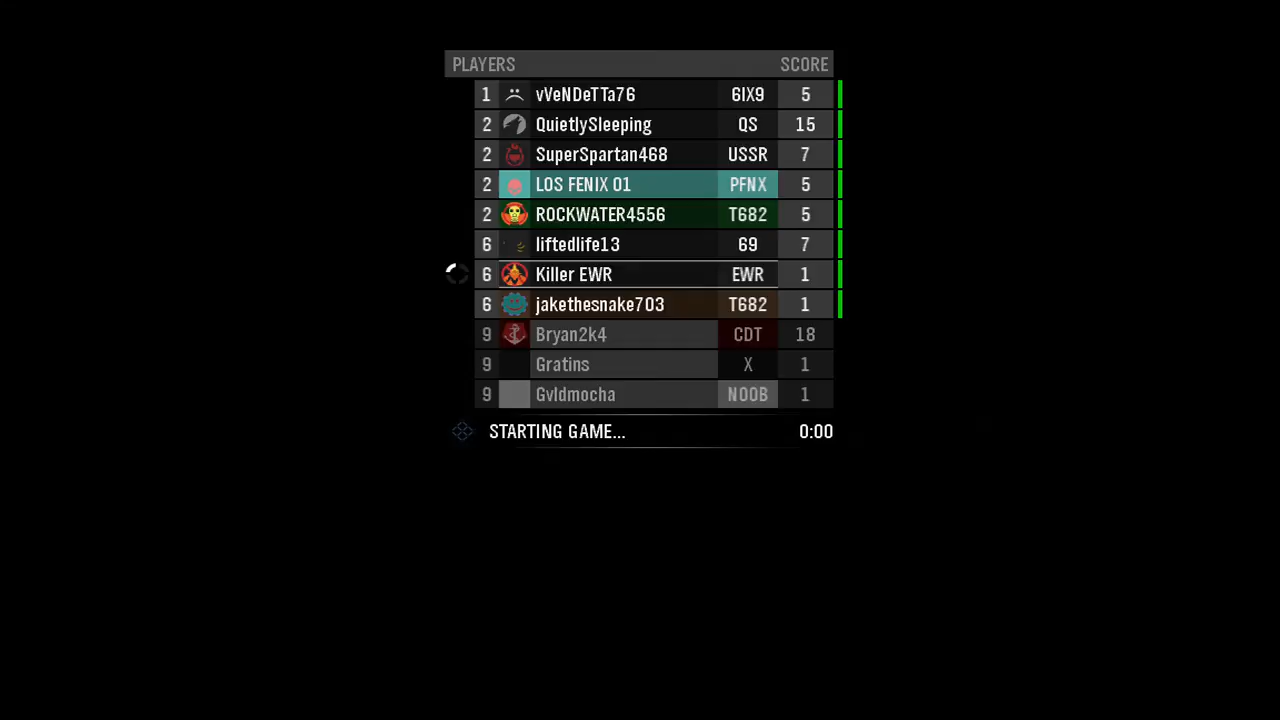 PLAYERS SCORE
1 vVeNDeTTa76 6IX9 5
2 QuietlySleeping QS 15
2 SuperSpartan468 USSR 7
2 LOS FENIX 01 PFNX 5
2 ROCKWATER4556 T682 5
6 liftedlife13 69 7
6 Killer EWR EWR 1
6 jakethesnake703 T682 1
9 Bryan2k4 CDT 18
9 Gratins X 1
9 Gvldmocha NOOB 1
STARTING GAME... 0:00